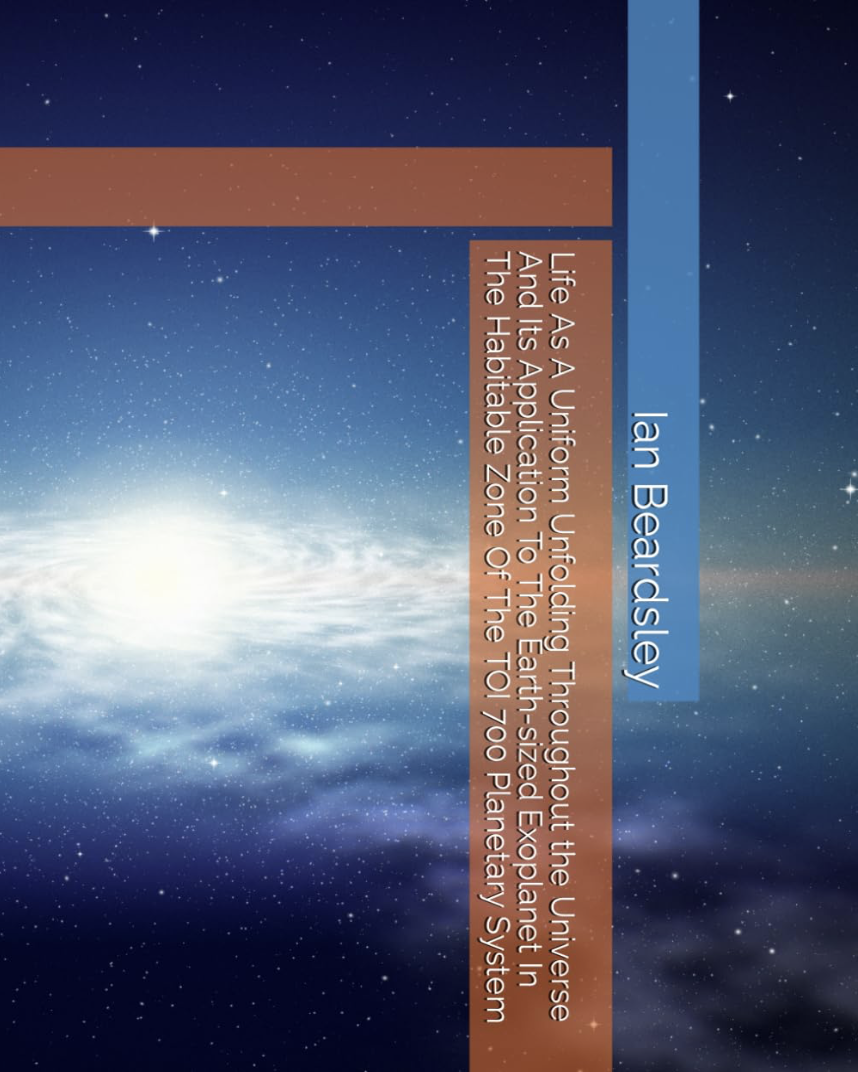 Ian Beardsley
Life As A Uniform Unfolding Throughout the Universe
And Its Application To The Earth-sized Exoplanet In
The Habitable Zone Of The TOI 700 Planetary System